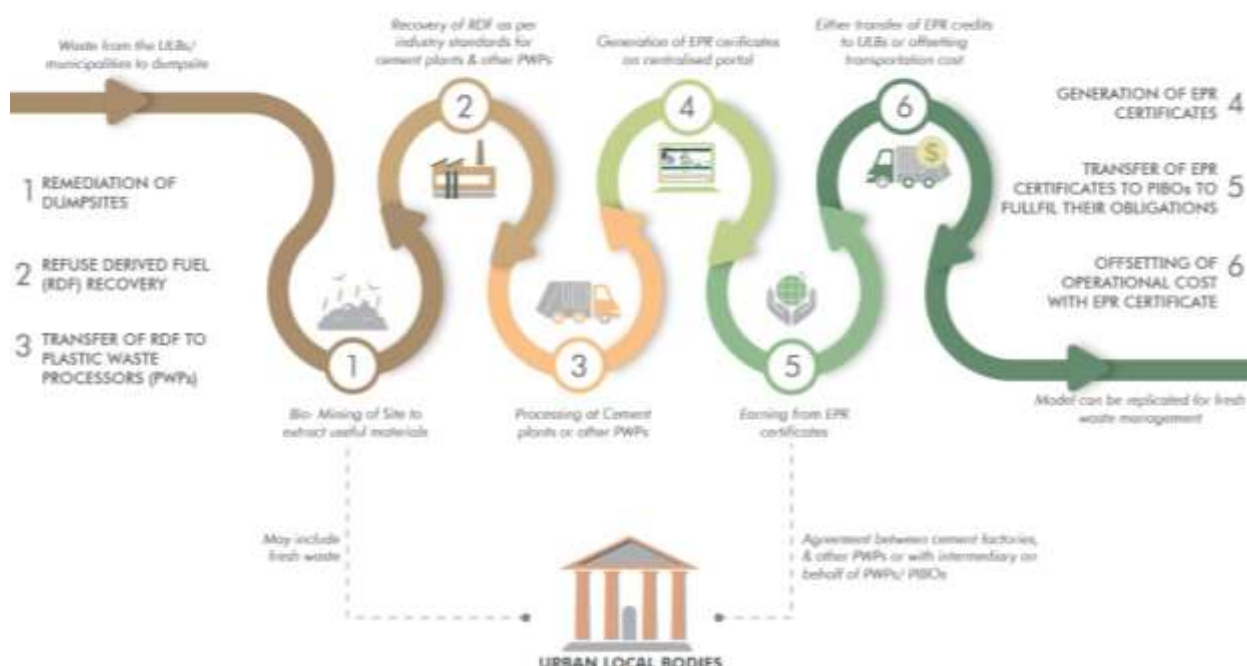 Waste from the ULBs/
municipalities to dumpsite
Recovery of RDF as per
industry standards for
cement plants & other PWPs
Generation of EPR cerificates
on centralised portal
Either transfer of EPR credits
to ULBs or offsetting
transportation cost
2
4
6
1 REMEDIATION OF
DUMPSITES
2 REFUSE DERIVED FUEL
(RDF) RECOVERY
3 TRANSFER OF RDF TO
PLASTIC WASTE
PROCESSORS (PWPs)
$
GENERATION OF EPR 4
CERTIFICATES
TRANSFER OF EPR 5
CERTIFICATES TO PIBOs TO
FULLFIL THEIR OBLIGATIONS
OFFSETTING OF 6
OPERATIONAL COST
WITH EPR CERTIFICATE
1
3
5
Bio- Mining of Site to
extract useful materials
Processing at Cement
plants or other PWPs
Earning from EPR
certificates
Model can be replicated for fresh
waste management
May include
fresh waste
Agreement between cement factories,
& other PWPs or with intermediary on
behalf of PWPs/ PIBOs
URBAN LOCAL BODIES